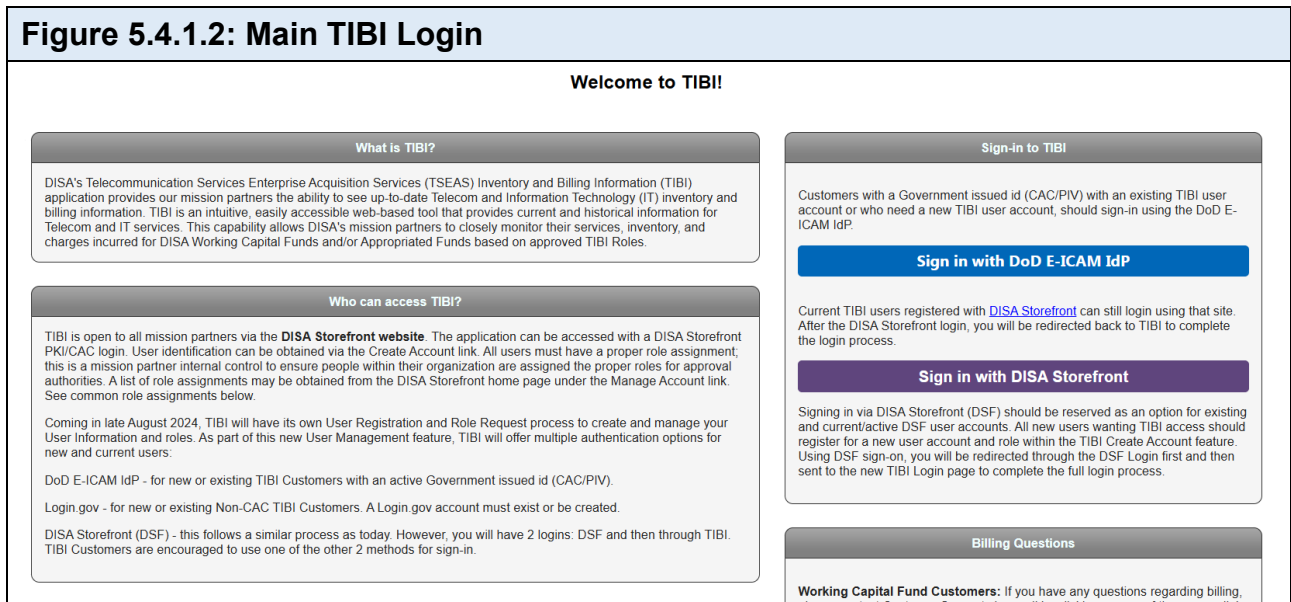 Figure 5.4.1.2: Main TIBI Login
Welcome to TIBI!
What is TIBI?
DISA's Telecommunication Services Enterprise Acquisition Services (TSEAS) Inventory and Billing Information (TIBI)
application provides our mission partners the ability to see up-to-date Telecom and Information Technology (IT) inventory and
billing information. TIBI is an intuitive, easily accessible web-based tool that provides current and historical information for
Telecom and IT services. This capability allows DISA's mission partners to closely monitor their services, inventory, and
charges incurred for DISA Working Capital Funds and/or Appropriated Funds based on approved TIBI Roles.
Who can access TIBI?
TIBI is open to all mission partners via the DISA Storefront website. The application can be accessed with a DISA Storefront
PKI/CAC login. User identification can be obtained via the Create Account link. All users must have a proper role assignment;
this is a mission partner internal control to ensure people within their organization are assigned the proper roles for approval
authorities. A list of role assignments may be obtained from the DISA Storefront home page under the Manage Account link.
See common role assignments below.
Coming in late August 2024, TIBI will have its own User Registration and Role Request process to create and manage your
User Information and roles. As part of this new User Management feature, TIBI will offer multiple authentication options for
new and current users:
DoD E-ICAM IdP - for new or existing TIBI Customers with an active Government issued id (CAC/PIV).
Login.gov - for new or existing Non-CAC TIBI Customers. A Login.gov account must exist or be created.
DISA Storefront (DSF) - this follows a similar process as today. However, you will have 2 logins: DSF and then through TIBI.
TIBI Customers are encouraged to use one of the other 2 methods for sign-in.
Sign-in to TIBI
Customers with a Government issued id (CAC/PIV) with an existing TIBI user
account or who need a new TIBI user account, should sign-in using the DoD E-
ICAM IdP.
Sign in with DoD E-ICAM IdP
Current TIBI users registered with DISA Storefront can still login using that site.
After the DISA Storefront login, you will be redirected back to TIBI to complete
the login process.
Sign in with DISA Storefront
Signing in via DISA Storefront (DSF) should be reserved as an option for existing
and current/active DSF user accounts. All new users wanting TIBI access should
register for a new user account and role within the TIBI Create Account feature.
Using DSF sign-on, you will be redirected through the DSF Login first and then
sent to the new TIBI Login page to complete the full login process.
Billing Questions
Working Capital Fund Customers: If you have any questions regarding billing,